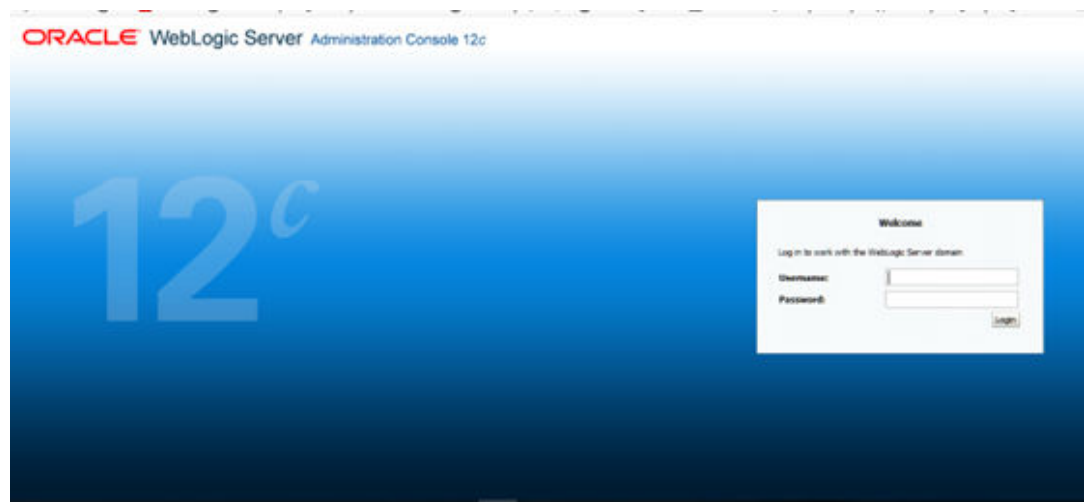 ORACLE WebLogic Server Administration Console 12c
12c
Welcome
Log in to work with the WebLogic Server domain
Username:
Password:
Login